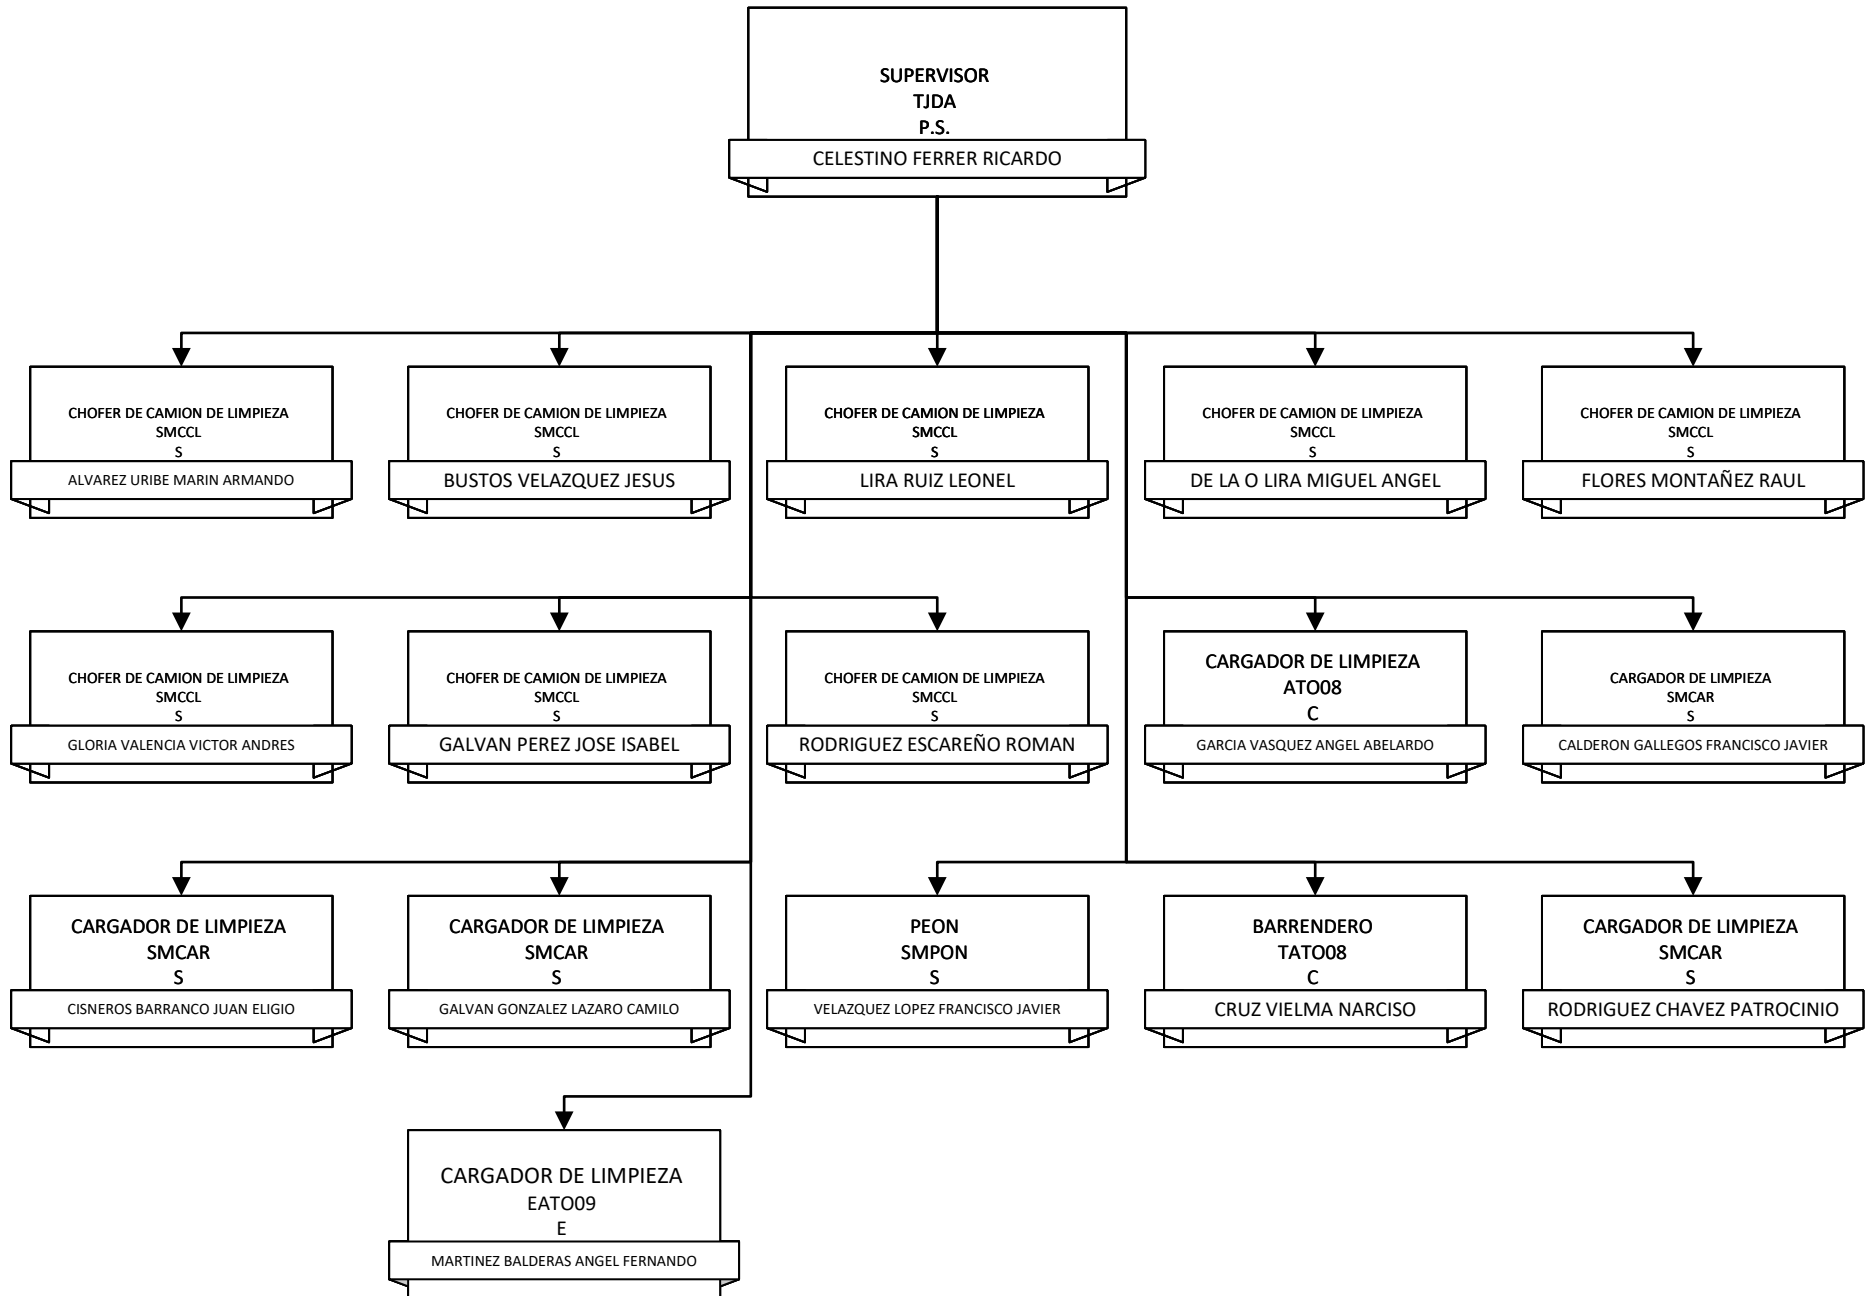 SUPERVISOR
TJDA
P.S.
CELESTINO FERRER RICARDO
CHOFER DE CAMION DE LIMPIEZA
SMCCL
S
ALVAREZ URIBE MARIN ARMANDO
CHOFER DE CAMION DE LIMPIEZA
SMCCL
S
BUSTOS VELAZQUEZ JESUS
CHOFER DE CAMION DE LIMPIEZA
SMCCL
S
LIRA RUIZ LEONEL
CHOFER DE CAMION DE LIMPIEZA
SMCCL
S
DE LA O LIRA MIGUEL ANGEL
CHOFER DE CAMION DE LIMPIEZA
SMCCL
S
FLORES MONTAÑEZ RAUL
CHOFER DE CAMION DE LIMPIEZA
SMCCL
S
GLORIA VALENCIA VICTOR ANDRES
CHOFER DE CAMION DE LIMPIEZA
SMCCL
S
GALVAN PEREZ JOSE ISABEL
CHOFER DE CAMION DE LIMPIEZA
SMCCL
S
RODRIGUEZ ESCAREÑO ROMAN
CARGADOR DE LIMPIEZA
ATO08
C
GARCIA VASQUEZ ANGEL ABELARDO
CARGADOR DE LIMPIEZA
SMCAR
S
CALDERON GALLEGOS FRANCISCO JAVIER
CARGADOR DE LIMPIEZA
SMCAR
S
CISNEROS BARRANCO JUAN ELIGIO
CARGADOR DE LIMPIEZA
SMCAR
S
GALVAN GONZALEZ LAZARO CAMILO
PEON
SMPON
S
VELAZQUEZ LOPEZ FRANCISCO JAVIER
BARRENDERO
TATO08
C
CRUZ VIELMA NARCISO
CARGADOR DE LIMPIEZA
SMCAR
S
RODRIGUEZ CHAVEZ PATROCINIO
CARGADOR DE LIMPIEZA
EATO09
E
MARTINEZ BALDERAS ANGEL FERNANDO